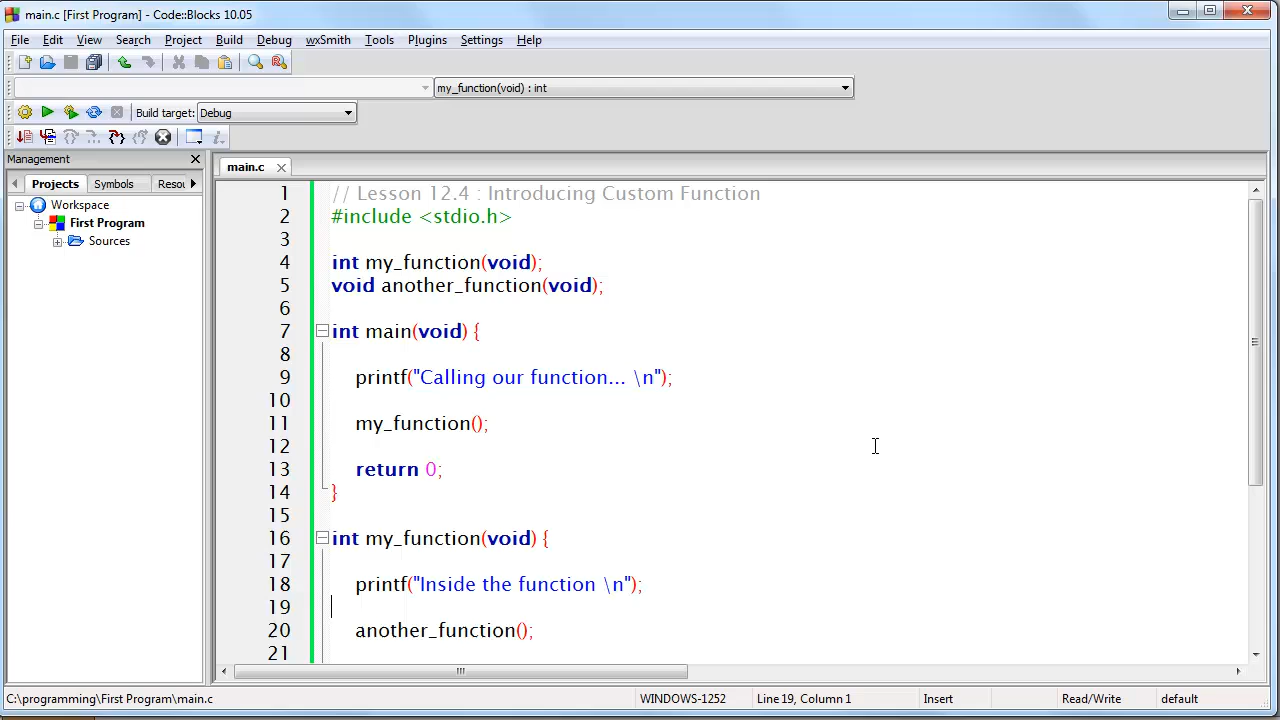 main.c [First Program] - Code::Blocks 10.05
File Edit View Search Project Build Debug wxSmith Tools Plugins Settings Help
my_function(void) : int
Build target: Debug
Management
main.c
Projects Symbols Resou
Workspace
First Program
Sources
1 // Lesson 12.4 : Introducing Custom Function
2 #include <stdio.h>
3
4 int my_function(void);
5 void another_function(void);
6
7 int main(void) {
8
9 printf("Calling our function... \n");
10
11 my_function();
12
13 return 0;
14 }
15
16 int my_function(void) {
17
18 printf("Inside the function \n");
19
20 another_function();
21
C:\programming\First Program\main.c WINDOWS-1252 Line 19, Column 1 Insert Read/Write default